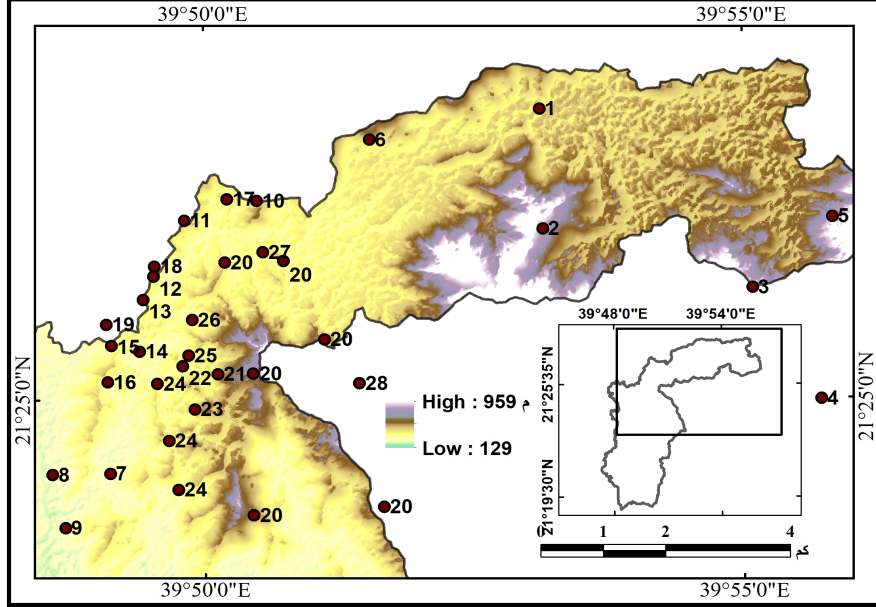 39°50'0"E 39°55'0"E
1
6
17 10
11
5
2
27
20 20
18
12
3
13
26
19
20
15 14
25
22 21 20
16 24
28
23
High : 959 م
4
24
Low : 129
8 7
24
20
20
9
21°25'0"N
21°25'0"N
39°48'0"E 39°54'0"E
21°25'35"N
21°19'30"N
0 1 2 4
كم
39°50'0"E 39°55'0"E